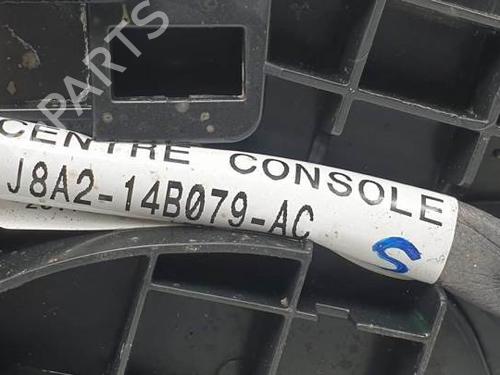 PARTS
CENTRE CONSOLE
J8A2-14B079-AC
S